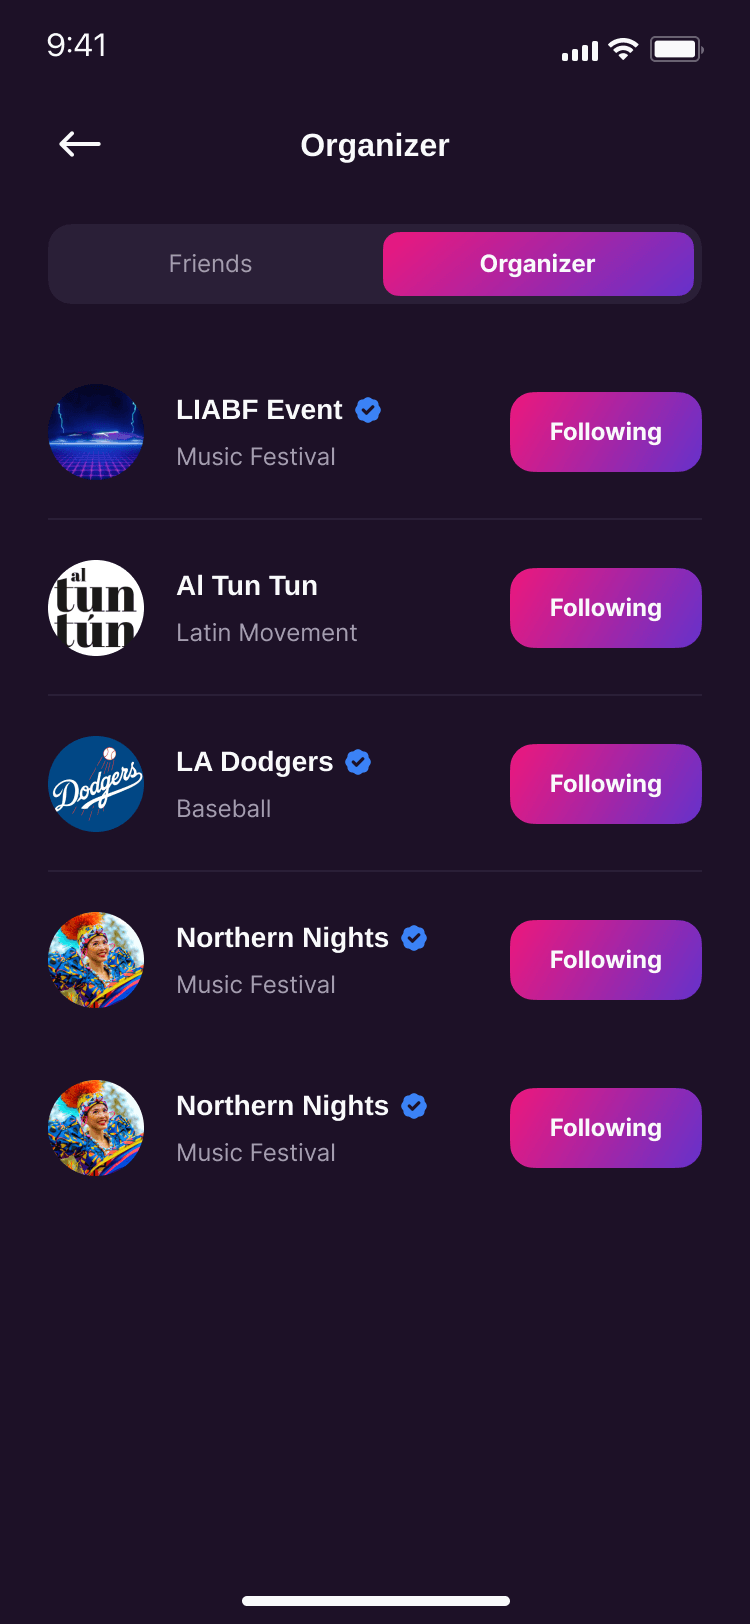 9:41
Organizer
Friends
Organizer
LIABF Event
Music Festival
Following
al
tun
tún
Al Tun Tun
Latin Movement
Following
Dodgers
LA Dodgers
Baseball
Following
Northern Nights
Music Festival
Following
Northern Nights
Music Festival
Following